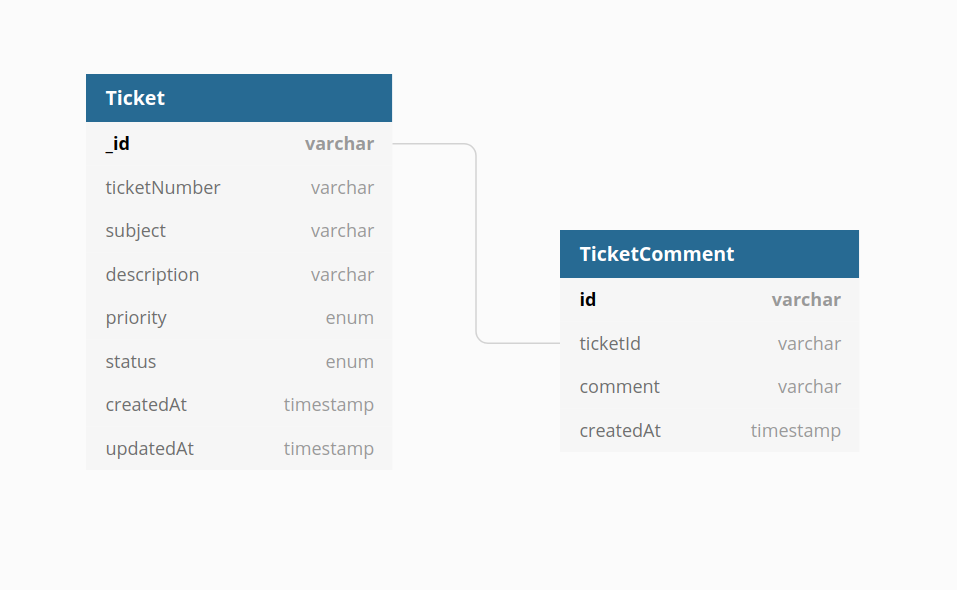 Ticket
_id varchar
ticketNumber varchar
subject varchar
description varchar
priority enum
status enum
createdAt timestamp
updatedAt timestamp
TicketComment
id varchar
ticketId varchar
comment varchar
createdAt timestamp